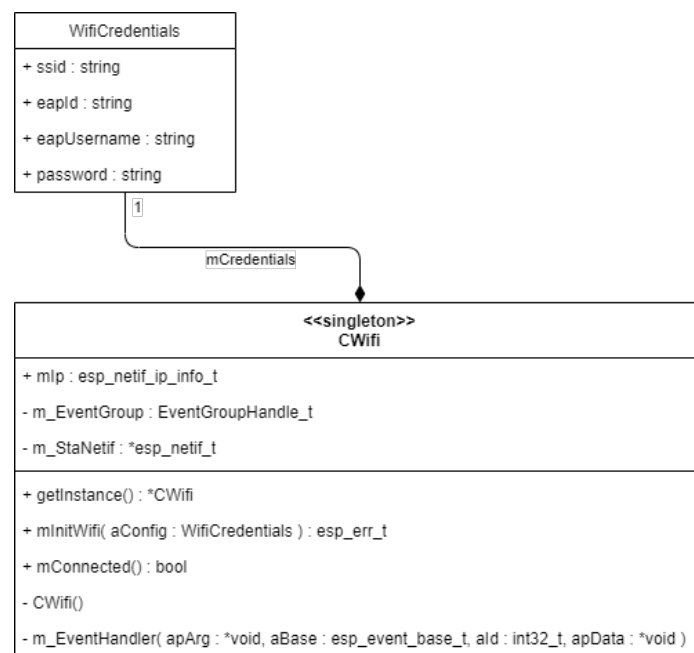 WifiCredentials
+ ssid : string
+ eapId : string
+ eapUsername : string
+ password : string
1
mCredentials
<<singleton>>
CWifi
+ mIp : esp_netif_ip_info_t
- m_EventGroup : EventGroupHandle_t
- m_StaNetif : *esp_netif_t
+ getInstance() : *CWifi
+ mInitWifi( aConfig : WifiCredentials ) : esp_err_t
+ mConnected() : bool
- CWifi()
- m_EventHandler( apArg : *void, aBase : esp_event_base_t, aId : int32_t, apData : *void )